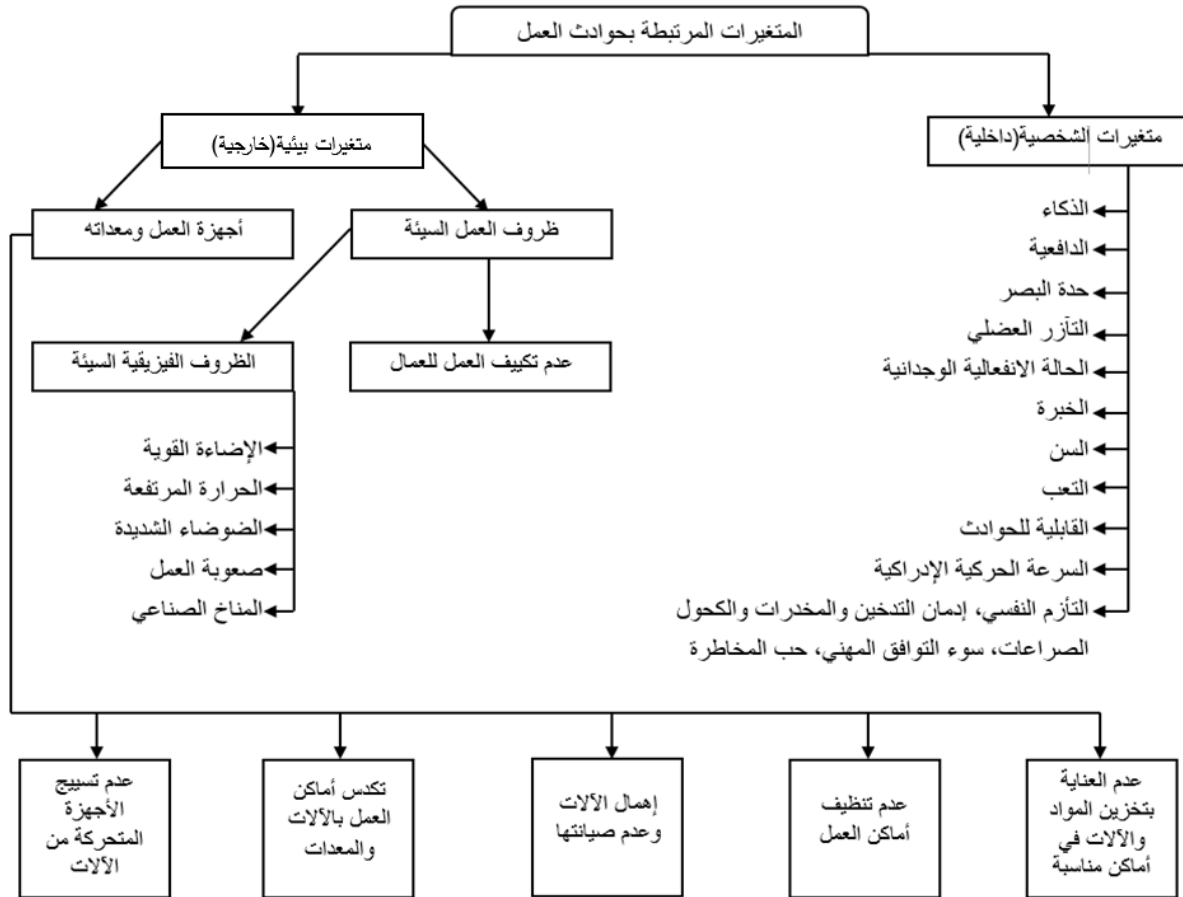 المتغيرات المرتبطة بحوادث العمل
متغيرات الشخصية(داخلية)
متغيرات بيئية(خارجية)
الذكاء
الدافعية
حدة البصر
التآزر العضلي
الحالة الانفعالية الوجدانية
الخبرة
السن
التعب
القابلية للحوادث
السرعة الحركية الإدراكية
التأزم النفسي، إدمان التدخين والمخدرات والكحول
الصراعات، سوء التوافق المهني، حب المخاطرة
ظروف العمل السيئة
أجهزة العمل ومعداته
عدم تكييف العمل للعمال
الظروف الفيزيقية السيئة
الإضاءة القوية
الحرارة المرتفعة
الضوضاء الشديدة
صعوبة العمل
المناخ الصناعي
عدم العناية
بتخزين المواد
والآلات في
أماكن مناسبة
عدم تنظيف
أماكن العمل
إهمال الآلات
وعدم صيانتها
تكدس أماكن
العمل بالآلات
والمعدات
عدم تسييج
الأجهزة
المتحركة من
الآلات